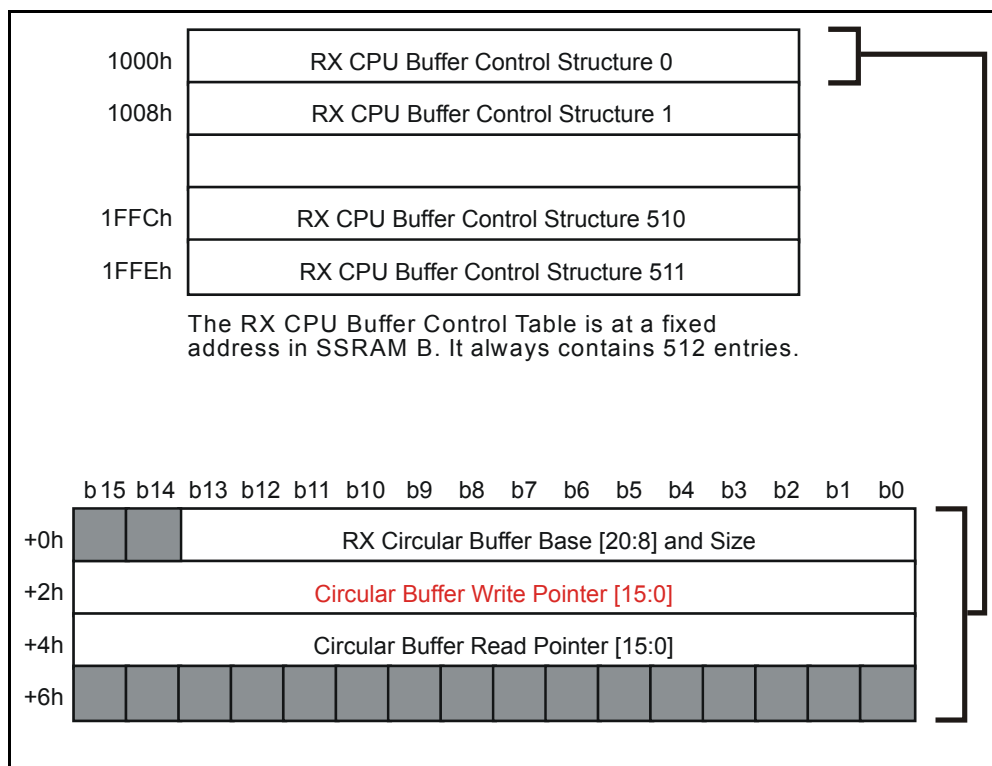 1000h RX CPU Buffer Control Structure 0
1008h RX CPU Buffer Control Structure 1
1FFCh RX CPU Buffer Control Structure 510
1FFEh RX CPU Buffer Control Structure 511
The RX CPU Buffer Control Table is at a fixed
address in SSRAM B. It always contains 512 entries.
b15 b14 b13 b12 b11 b10 b9 b8 b7 b6 b5 b4 b3 b2 b1 b0
+0h RX Circular Buffer Base [20:8] and Size
+2h Circular Buffer Write Pointer [15:0]
+4h Circular Buffer Read Pointer [15:0]
+6h